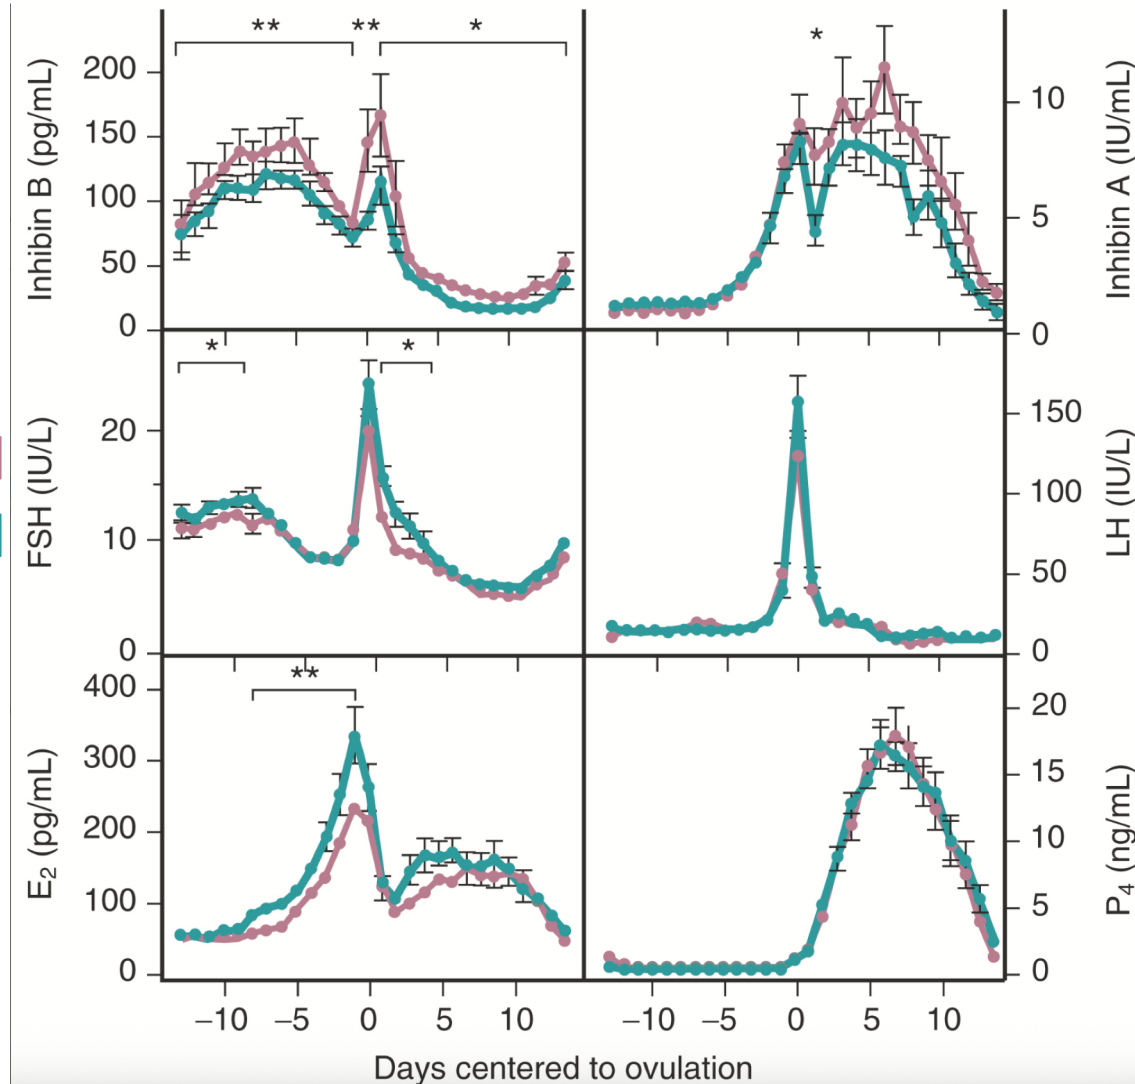 ** ** *
Inhibin B (pg/mL)
200
150
100
50
0
*
Inhibin A (IU/mL)
10
5
0
* *
FSH (IU/L)
20
10
0
LH (IU/L)
150
100
50
0
**
E2 (pg/mL)
400
300
200
100
0
P4 (ng/mL)
20
15
10
5
0
−10 −5 0 5 10
−10 −5 0 5 10
Days centered to ovulation